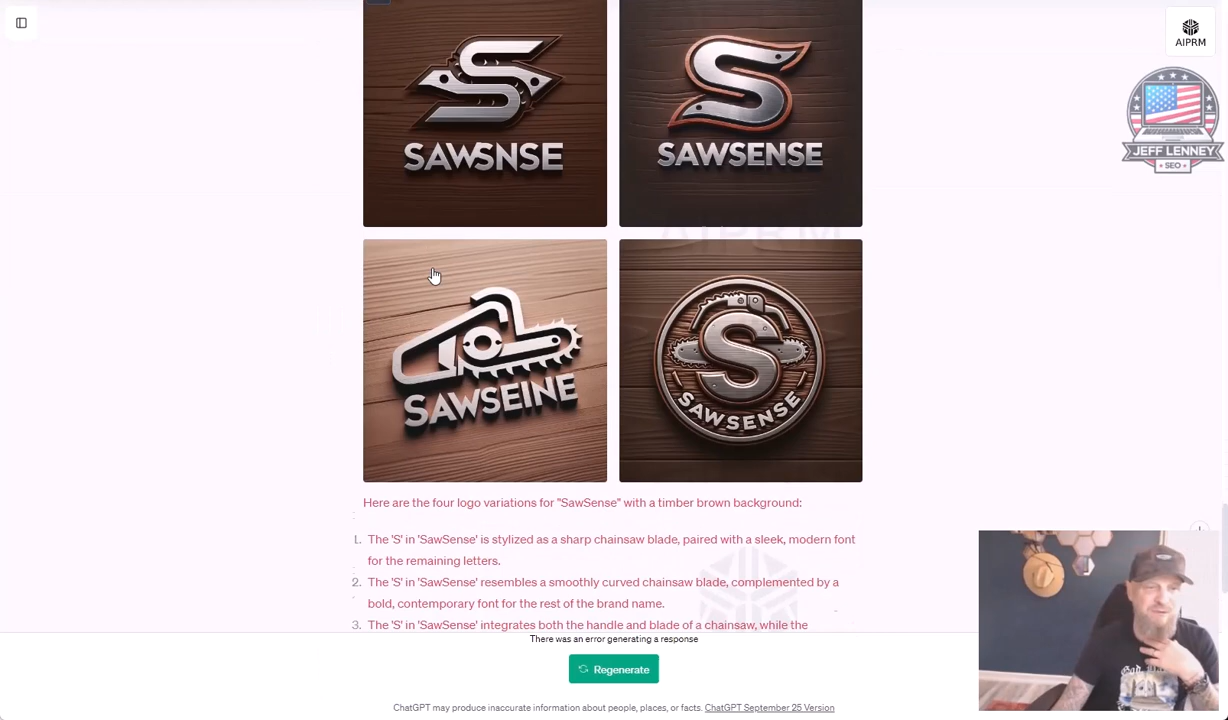 AIPRM
JEFF LENNEY
SEO
SAWSNSE
SAWSENSE
AIPRM
SAWSEINE
S
SAWSENSE
Here are the four logo variations for "SawSense" with a timber brown background:
1. The 'S' in 'SawSense' is stylized as a sharp chainsaw blade, paired with a sleek, modern font
for the remaining letters.
2. The 'S' in 'SawSense' resembles a smoothly curved chainsaw blade, complemented by a
bold, contemporary font for the rest of the brand name.
3. The 'S' in 'SawSense' integrates both the handle and blade of a chainsaw, while the
There was an error generating a response
Regenerate
ChatGPT may produce inaccurate information about people, places, or facts. ChatGPT September 25 Version